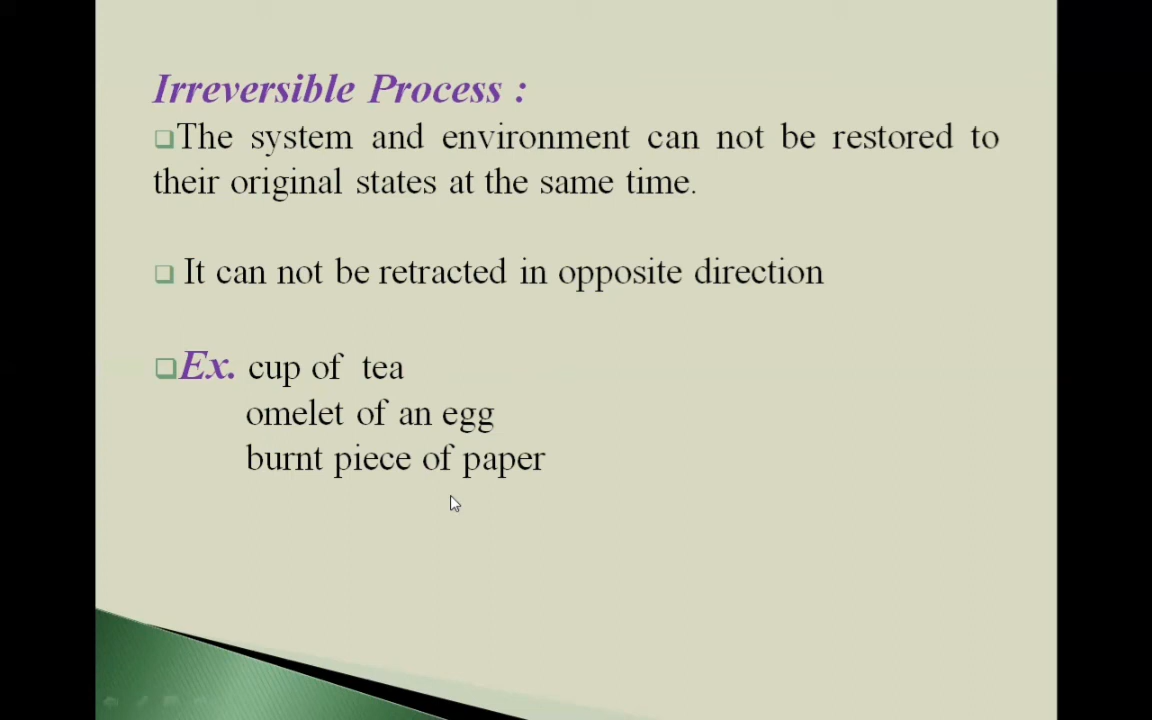 Irreversible Process :
The system and environment can not be restored to
their original states at the same time.
It can not be retracted in opposite direction
Ex. cup of tea
omelet of an egg
burnt piece of paper